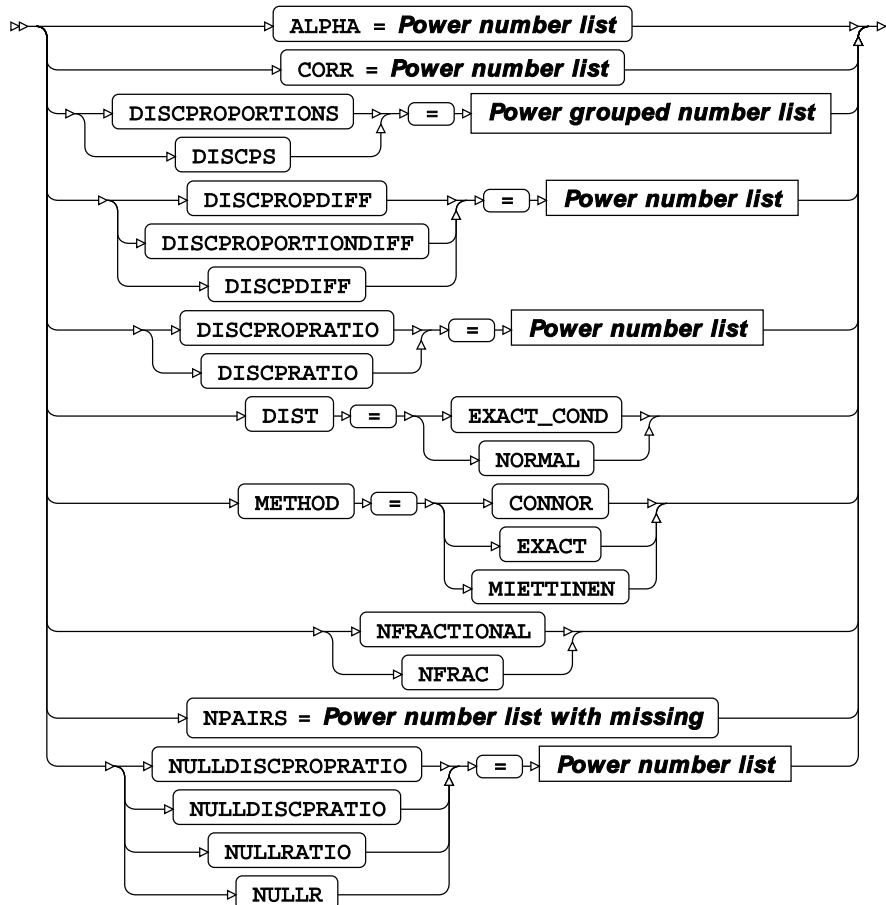 ALPHA = Power number list
CORR = Power number list
DISCPROPORTIONS = Power grouped number list
DISCPS
DISCPROPDIFF = Power number list
DISCPROPORTIONDIFF
DISCPDIFF
DISCPROPRATIO = Power number list
DISCPRATIO
DIST = EXACT_COND
NORMAL
METHOD = CONNOR
EXACT
MIETTINEN
NFRACTIONAL
NFRAC
NPAIRS = Power number list with missing
NULLDISCPROPRATIO = Power number list
NULLDISCPRATIO
NULLRATIO
NULLR